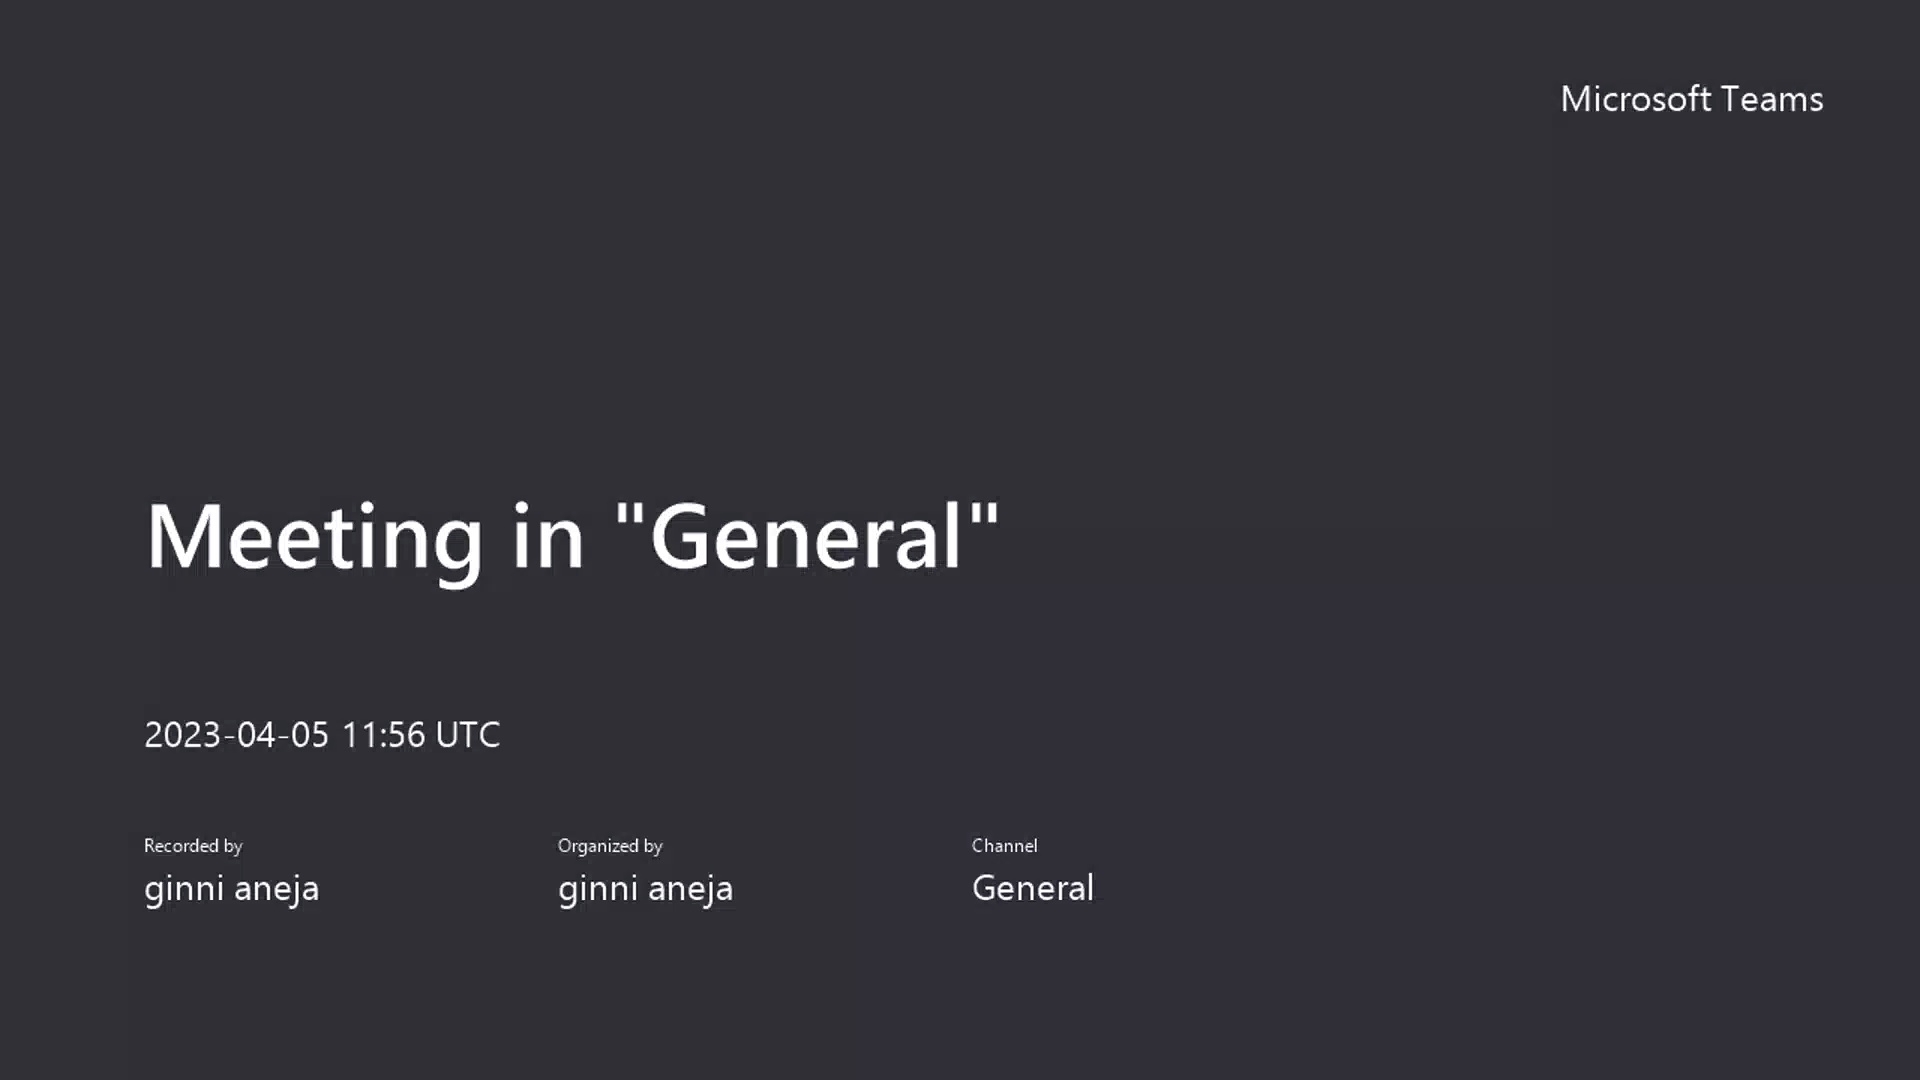 Microsoft Teams
Meeting in "General"
2023-04-05 11:56 UTC
Recorded by
ginni aneja
Organized by
ginni aneja
Channel
General